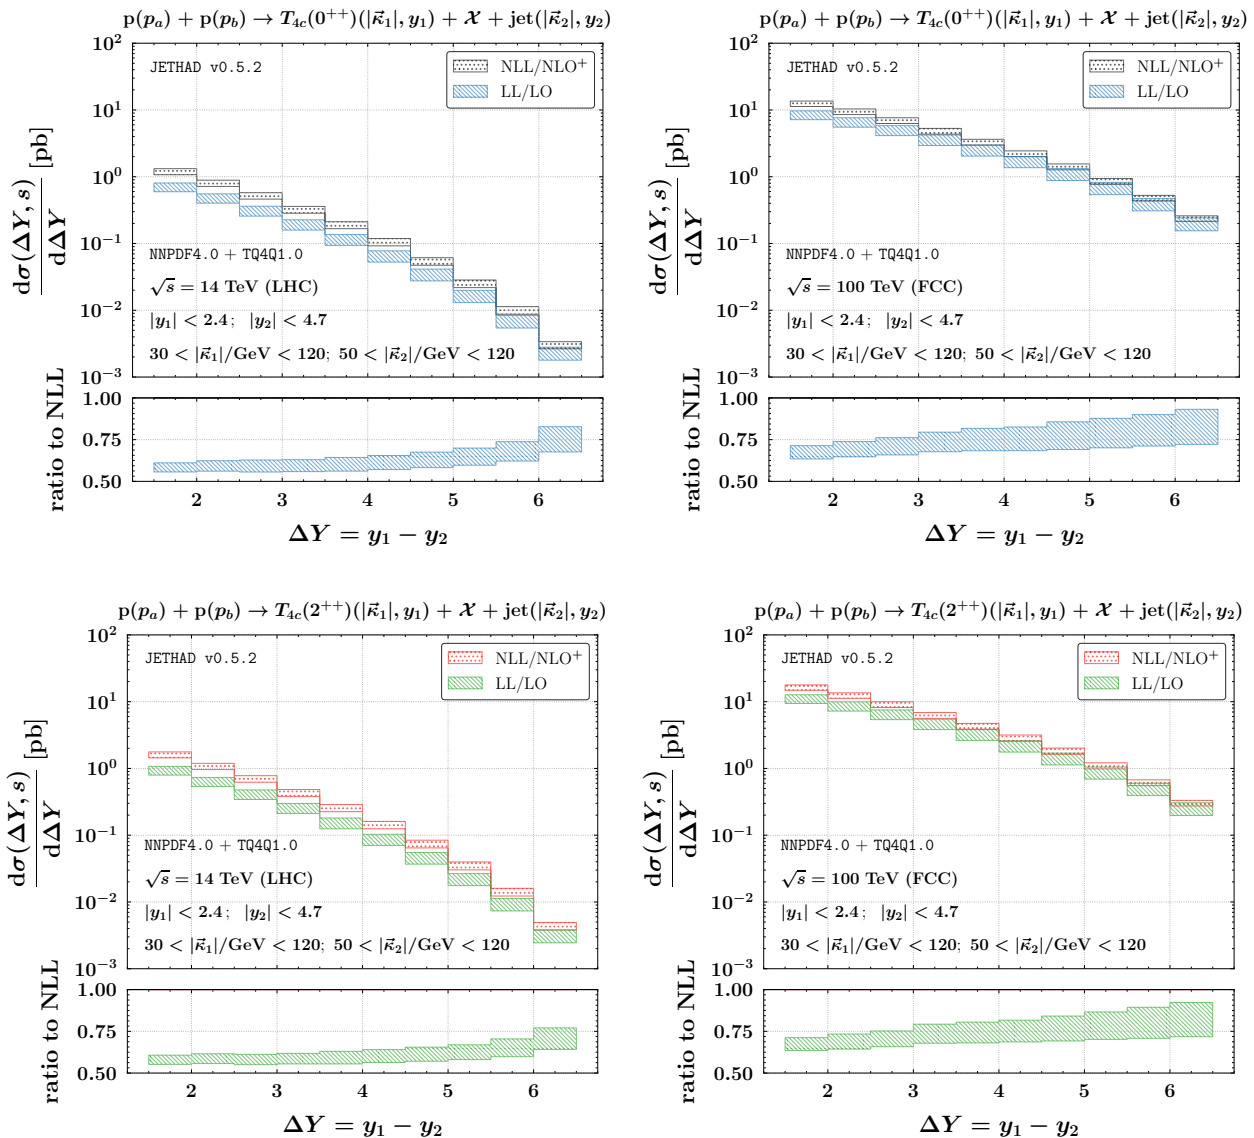 p(p_a) + p(p_b) → T_4c(0^++)(|κ⃗_1|, y_1) + 𝒳 + jet(|κ⃗_2|, y_2)
10^2
10^1
10^0
10^−1
10^−2
10^−3
dσ(ΔY, s)
dΔY
[pb]
JETHAD v0.5.2
NLL/NLO^+
LL/LO
NNPDF4.0 + TQ4Q1.0
√s = 14 TeV (LHC)
|y_1| < 2.4 ; |y_2| < 4.7
30 < |κ⃗_1|/GeV < 120; 50 < |κ⃗_2|/GeV < 120
ratio to NLL
1.00
0.75
0.50
2 3 4 5 6
ΔY = y_1 − y_2
p(p_a) + p(p_b) → T_4c(0^++)(|κ⃗_1|, y_1) + 𝒳 + jet(|κ⃗_2|, y_2)
10^2
10^1
10^0
10^−1
10^−2
10^−3
dσ(ΔY, s)
dΔY
[pb]
JETHAD v0.5.2
NLL/NLO^+
LL/LO
NNPDF4.0 + TQ4Q1.0
√s = 100 TeV (FCC)
|y_1| < 2.4 ; |y_2| < 4.7
30 < |κ⃗_1|/GeV < 120; 50 < |κ⃗_2|/GeV < 120
ratio to NLL
1.00
0.75
0.50
2 3 4 5 6
ΔY = y_1 − y_2
p(p_a) + p(p_b) → T_4c(2^++)(|κ⃗_1|, y_1) + 𝒳 + jet(|κ⃗_2|, y_2)
10^2
10^1
10^0
10^−1
10^−2
10^−3
dσ(ΔY, s)
dΔY
[pb]
JETHAD v0.5.2
NLL/NLO^+
LL/LO
NNPDF4.0 + TQ4Q1.0
√s = 14 TeV (LHC)
|y_1| < 2.4 ; |y_2| < 4.7
30 < |κ⃗_1|/GeV < 120; 50 < |κ⃗_2|/GeV < 120
ratio to NLL
1.00
0.75
0.50
2 3 4 5 6
ΔY = y_1 − y_2
p(p_a) + p(p_b) → T_4c(2^++)(|κ⃗_1|, y_1) + 𝒳 + jet(|κ⃗_2|, y_2)
10^2
10^1
10^0
10^−1
10^−2
10^−3
dσ(ΔY, s)
dΔY
[pb]
JETHAD v0.5.2
NLL/NLO^+
LL/LO
NNPDF4.0 + TQ4Q1.0
√s = 100 TeV (FCC)
|y_1| < 2.4 ; |y_2| < 4.7
30 < |κ⃗_1|/GeV < 120; 50 < |κ⃗_2|/GeV < 120
ratio to NLL
1.00
0.75
0.50
2 3 4 5 6
ΔY = y_1 − y_2